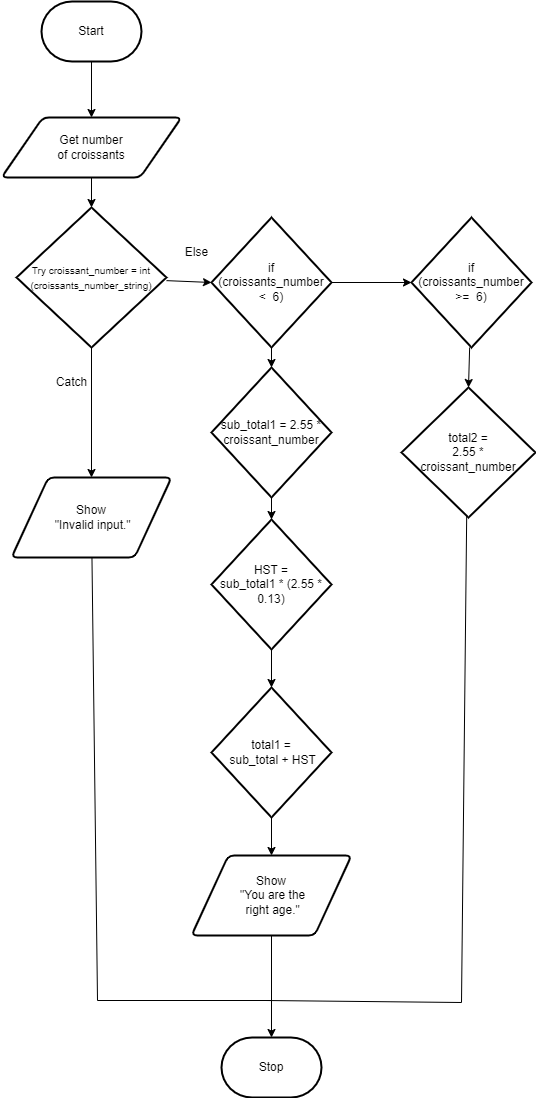 Start
Get number
of croissants
Else
Try croissant_number = int
(croissants_number_string)
if
(croissants_number
< 6)
if
(croissants_number
>= 6)
Catch
sub_total1 = 2.55 *
croissant_number
total2 =
2.55 *
croissant_number
Show
"Invalid input."
HST =
sub_total1 * (2.55 *
0.13)
total1 =
sub_total + HST
Show
"You are the
right age."
Stop